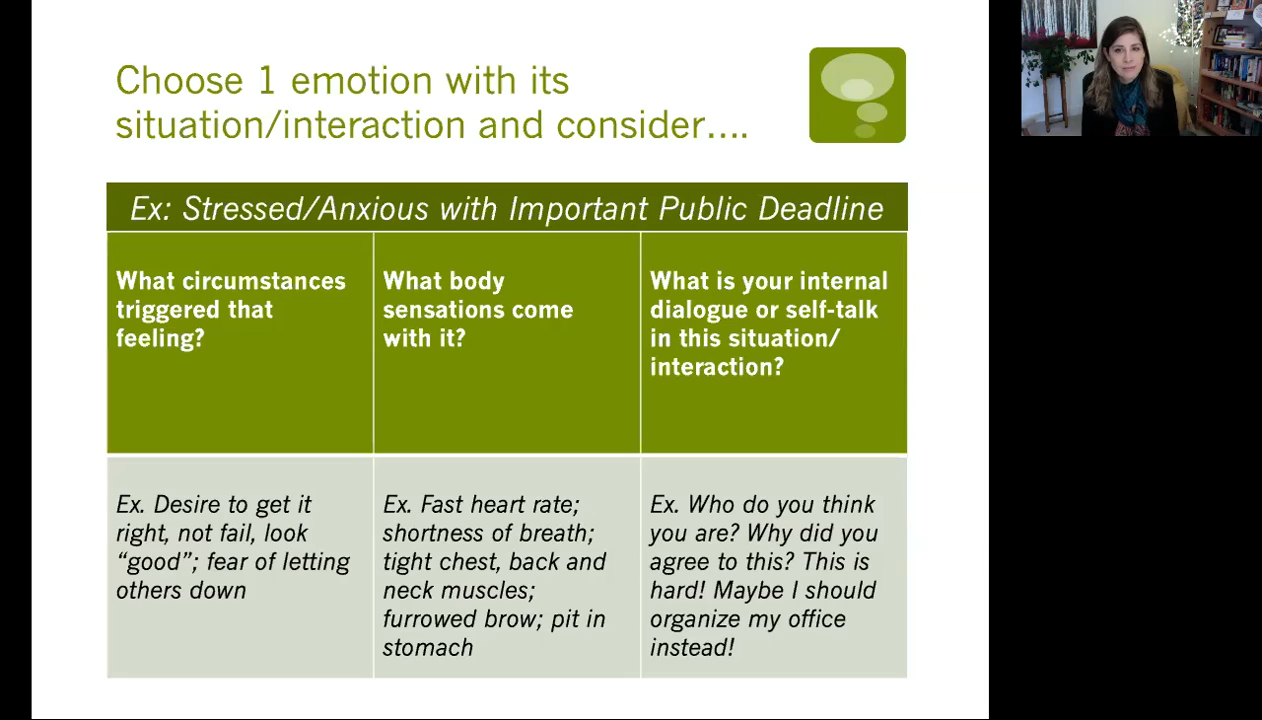 Choose 1 emotion with its
situation/interaction and consider….
Ex: Stressed/Anxious with Important Public Deadline
What circumstances
triggered that
feeling?
What body
sensations come
with it?
What is your internal
dialogue or self-talk
in this situation/
interaction?
Ex. Desire to get it
right, not fail, look
“good”; fear of letting
others down
Ex. Fast heart rate;
shortness of breath;
tight chest, back and
neck muscles;
furrowed brow; pit in
stomach
Ex. Who do you think
you are? Why did you
agree to this? This is
hard! Maybe I should
organize my office
instead!